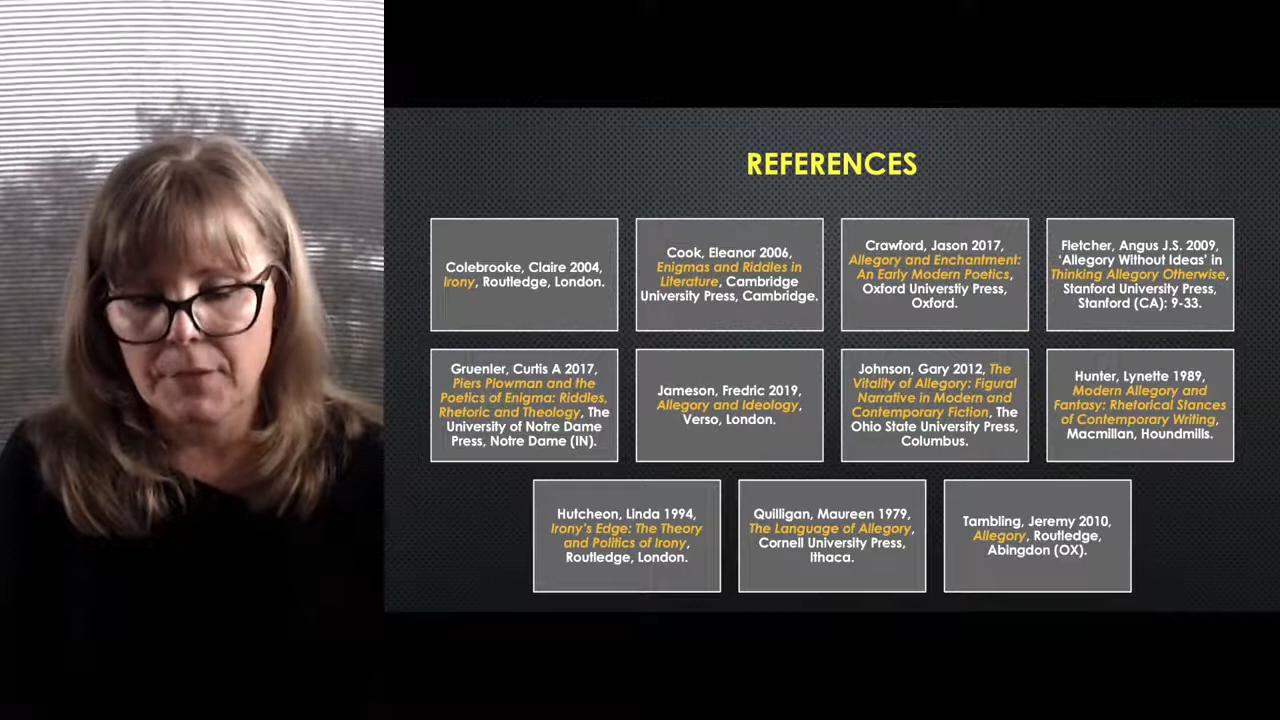 REFERENCES
Colebrooke, Claire 2004,
Irony, Routledge, London.
Cook, Eleanor 2006,
Enigmas and Riddles in
Literature, Cambridge
University Press, Cambridge.
Crawford, Jason 2017,
Allegory and Enchantment:
An Early Modern Poetics,
Oxford Universtiy Press,
Oxford.
Fletcher, Angus J.S. 2009,
‘Allegory Without Ideas’ in
Thinking Allegory Otherwise,
Stanford University Press,
Stanford (CA): 9-33.
Gruenler, Curtis A 2017,
Piers Plowman and the
Poetics of Enigma: Riddles,
Rhetoric and Theology, The
University of Notre Dame
Press, Notre Dame (IN).
Jameson, Fredric 2019,
Allegory and Ideology,
Verso, London.
Johnson, Gary 2012, The
Vitality of Allegory: Figural
Narrative in Modern and
Contemporary Fiction, The
Ohio State University Press,
Columbus.
Hunter, Lynette 1989,
Modern Allegory and
Fantasy: Rhetorical Stances
of Contemporary Writing,
Macmillan, Houndmills.
Hutcheon, Linda 1994,
Irony’s Edge: The Theory
and Politics of Irony,
Routledge, London.
Quilligan, Maureen 1979,
The Language of Allegory,
Cornell University Press,
Ithaca.
Tambling, Jeremy 2010,
Allegory, Routledge,
Abingdon (OX).